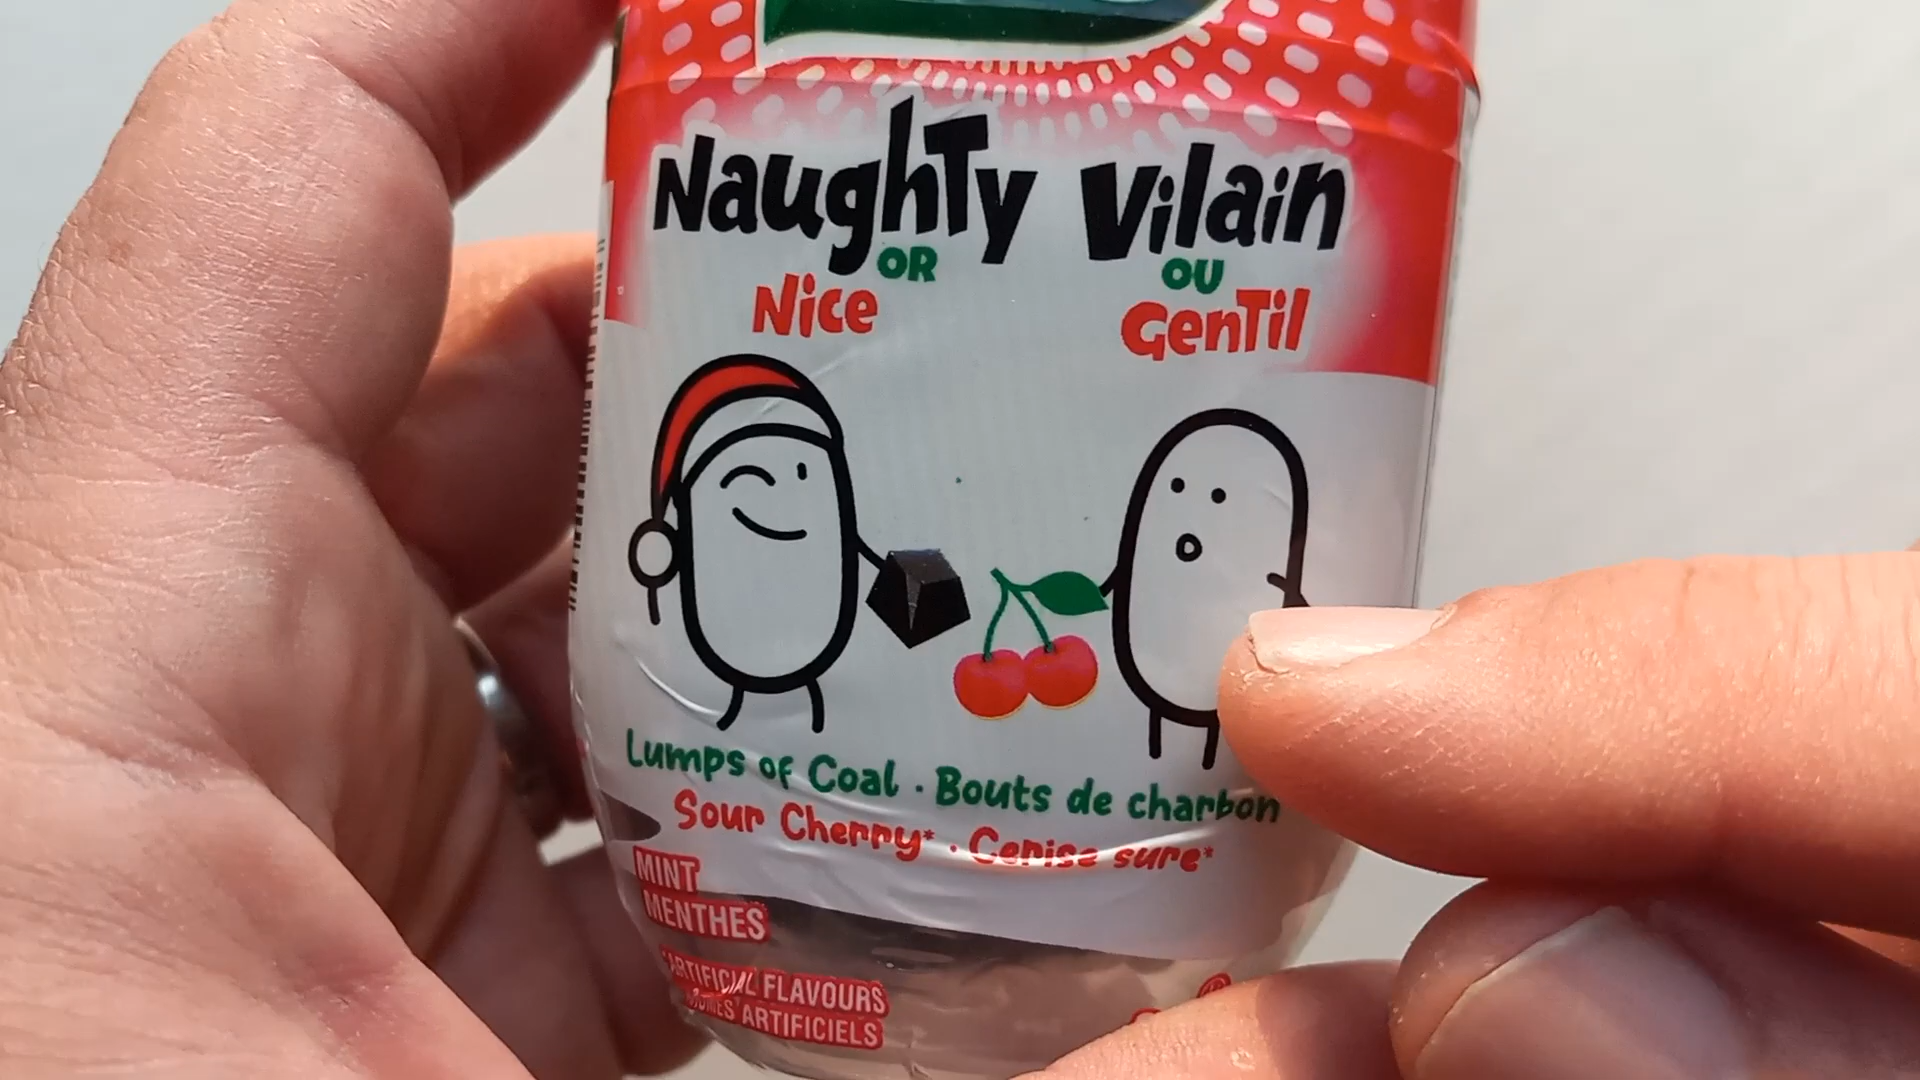 Naughty
OR
Nice
Vilain
OU
Gentil
Lumps of Coal · Bouts de charbon
Sour Cherry* · Cerise sure*
MINT
MENTHES
*ARTIFICIAL FLAVOURS
ARTIFICIELS